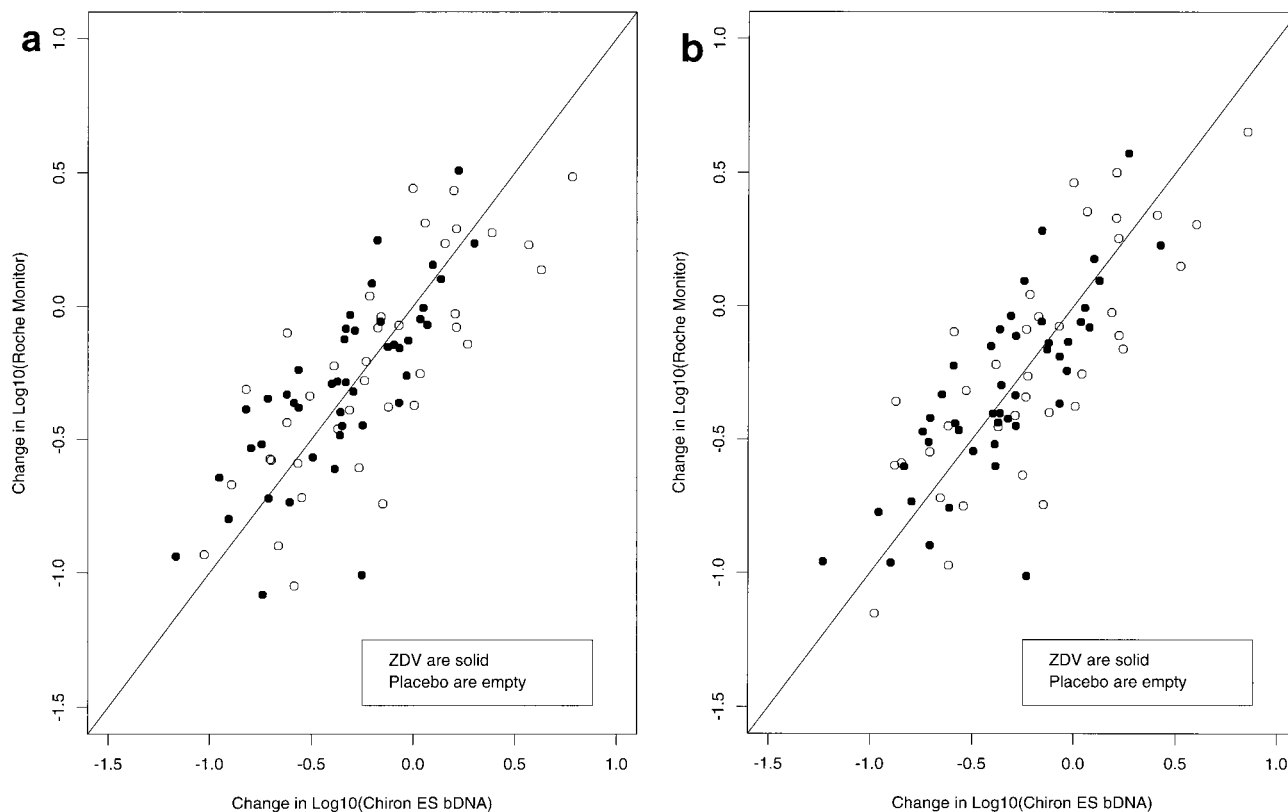 a
1.0
0.5
0.0
-0.5
-1.0
-1.5
Change in Log10(Roche Monitor)
-1.5 -1.0 -0.5 0.0 0.5 1.0
Change in Log10(Chiron ES bDNA)
ZDV are solid
Placebo are empty
b
1.0
0.5
0.0
-0.5
-1.0
-1.5
Change in Log10(Roche Monitor)
-1.5 -1.0 -0.5 0.0 0.5 1.0
Change in Log10(Chiron ES bDNA)
ZDV are solid
Placebo are empty